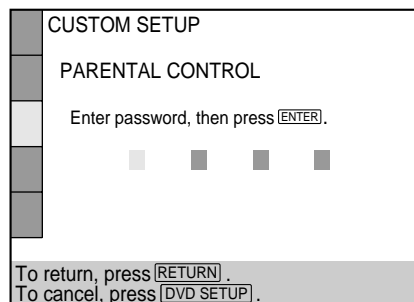 CUSTOM SETUP
PARENTAL CONTROL
Enter password, then press ENTER.
To return, press RETURN .
To cancel, press DVD SETUP .